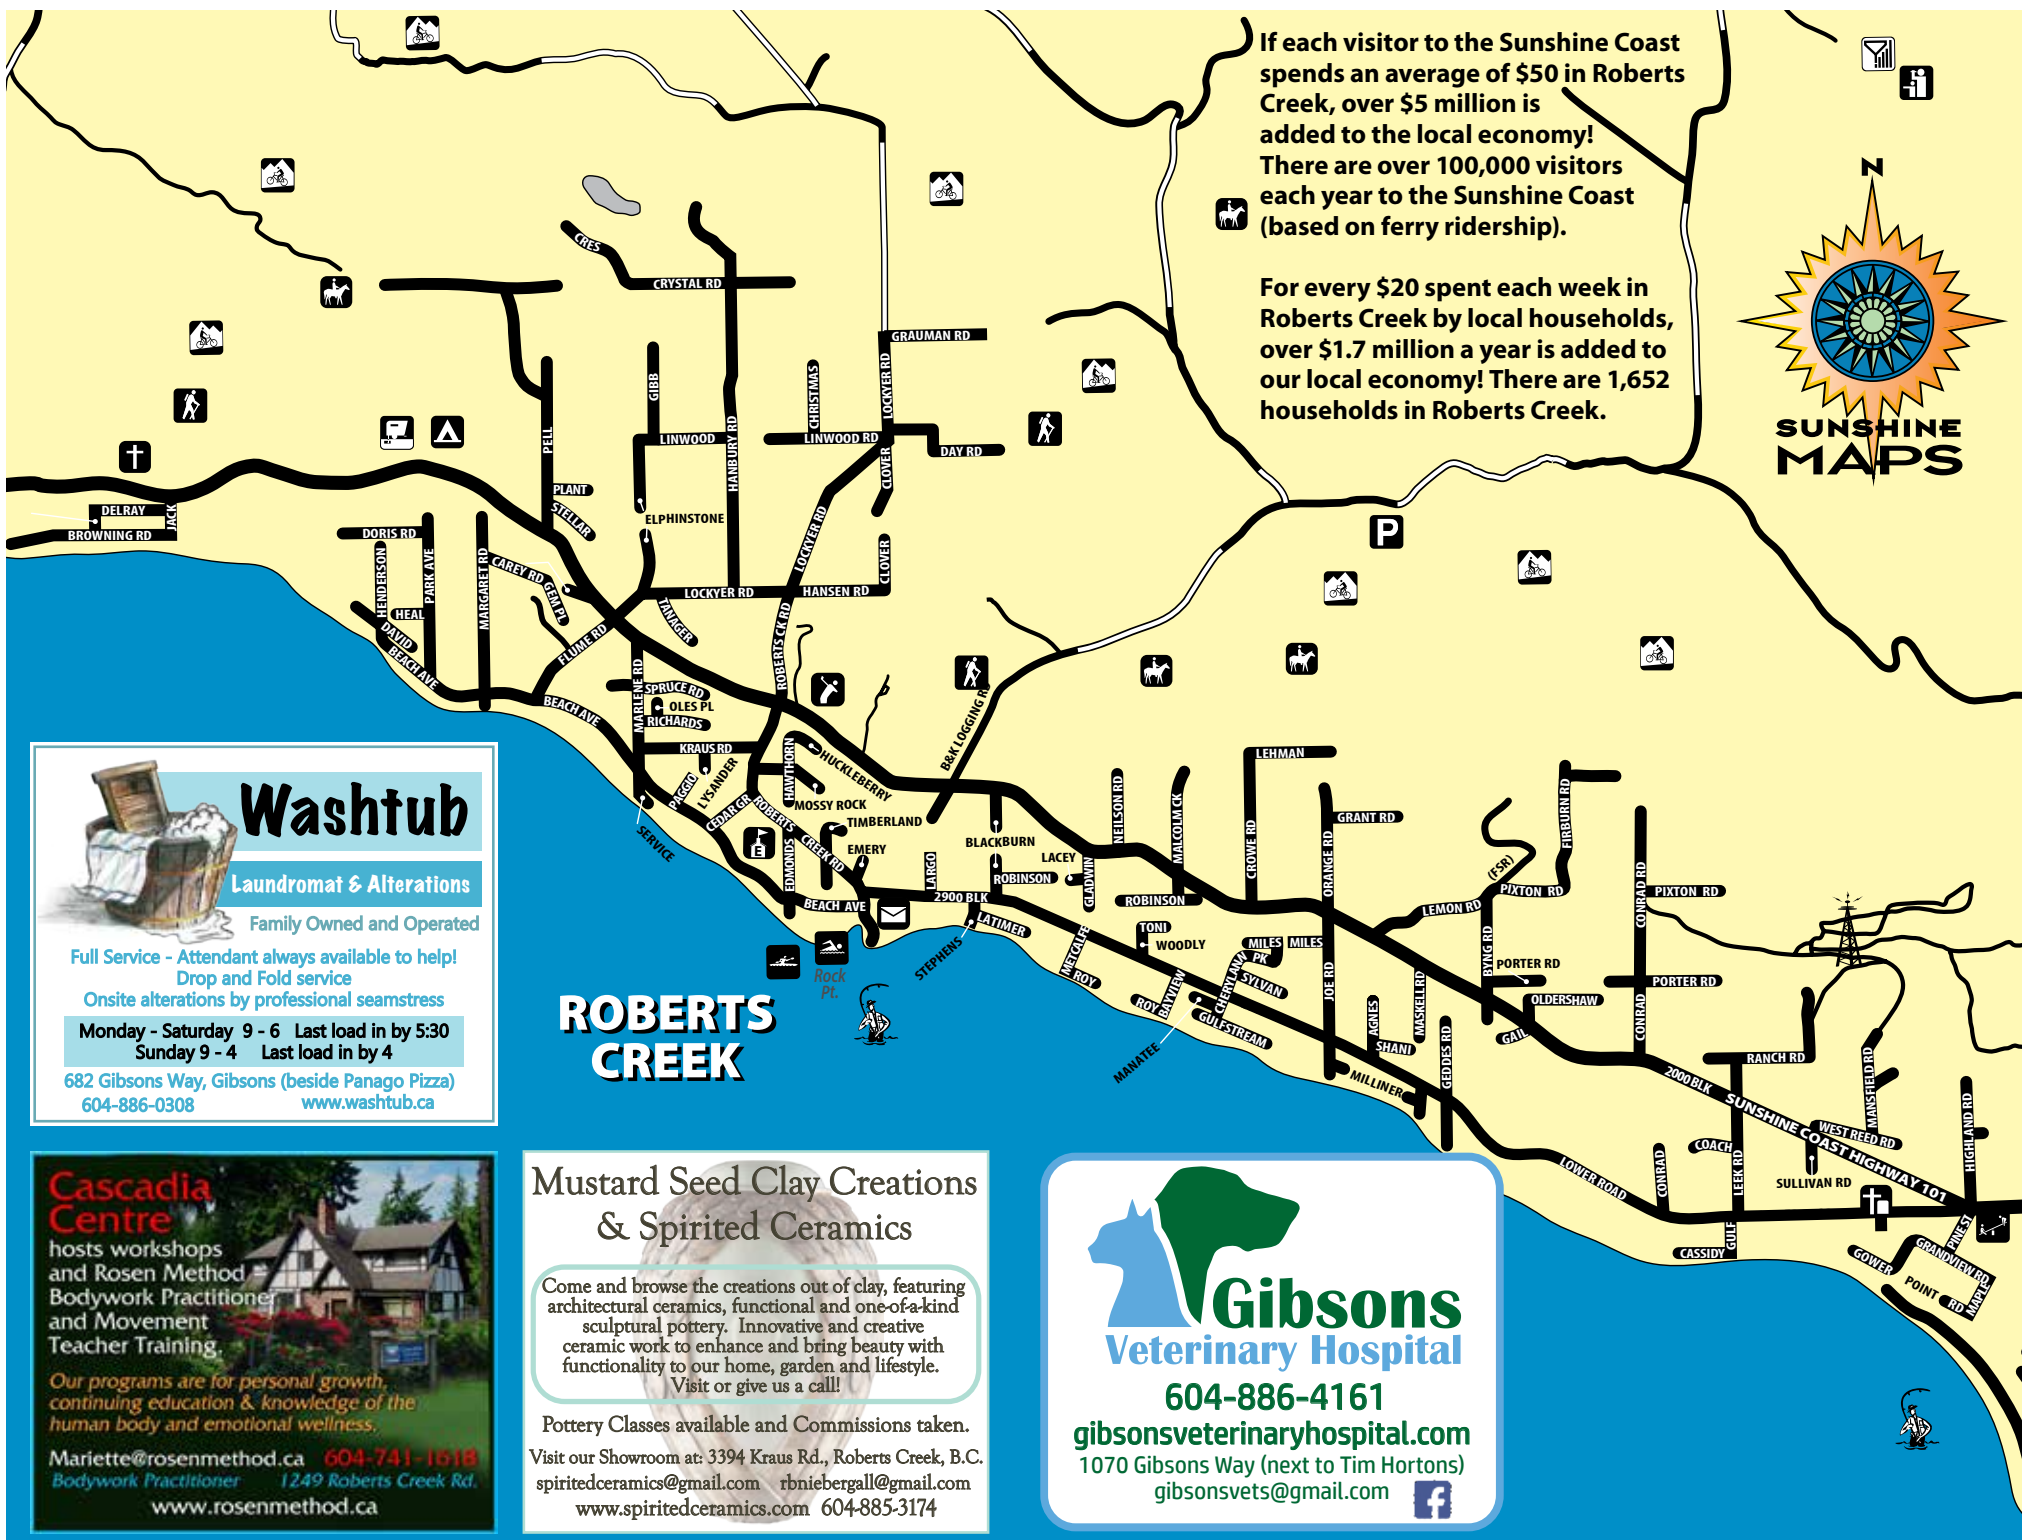 If each visitor to the Sunshine Coast
spends an average of $50 in Roberts
Creek, over $5 million is
added to the local economy!
There are over 100,000 visitors
each year to the Sunshine Coast
(based on ferry ridership).
For every $20 spent each week in
Roberts Creek by local households,
over $1.7 million a year is added to
our local economy! There are 1,652
households in Roberts Creek.
N
SUNSHINE
MAPS
CRES
CRYSTAL RD
GRAUMAN RD
GIBB
CHRISTMAS
LOCKYER RD
PELL
LINWOOD
HANBURY RD
LINWOOD RD
CLOVER
DAY RD
PLANT
STELLAR
ELPHINSTONE
DELRAY
JACK
BROWNING RD
DORIS RD
HENDERSON
PARK AVE
MARGARET RD
CAREY RD
GEM PL
HEAL
DAVID
BEACH AVE
LOCKYER RD
LOCKYER RD
HANSEN RD
CLOVER
TANAGER
FLUME RD
ROBERTS CK RD
BEACH AVE
MARLENE RD
SPRUCE RD
OLES PL
RICHARDS
KRAUS RD
PAGGIO
LYSANDER
HAWTHORN
HUCKLEBERRY
MOSSY ROCK
CEDAR GR
ROBERTS
CREEK RD
TIMBERLAND
EMERY
SERVICE
E
EDMONDS
BEACH AVE
B&K LOGGING RD
P
LARGO
2900 BLK
BLACKBURN
ROBINSON
LACEY
GLADWIN
LATIMER
STEPHENS
Rock
Pt.
ROBERTS
CREEK
NEILSON RD
MALCOLM CK
ROBINSON
CROWE RD
LEHMAN
ORANGE RD
GRANT RD
TONI
WOODLY
METCALFE
ROY
ROY
BAYVIEW
CHERYLANN
MILES
MILES
PK
SYLVAN
GULFSTREAM
MANATEE
JOE RD
AGNES
SHANI
MASKELL RD
MILLINER
GEDDES RD
LEMON RD
(FSR)
PIXTON RD
FIRBURN RD
BYNG RD
PORTER RD
OLDERSHAW
GAIL
CONRAD RD
PIXTON RD
PORTER RD
CONRAD
RANCH RD
2000 BLK
SUNSHINE COAST HIGHWAY 101
MANSFIELD RD
WEST REED RD
SULLIVAN RD
HIGHLAND RD
COACH
LEEK RD
CONRAD
LOWER ROAD
GULF
CASSIDY
GOWER
POINT
RD
GRANDVIEW RD
PINE ST
MAPLE
Washtub
Laundromat & Alterations
Family Owned and Operated
Full Service - Attendant always available to help!
Drop and Fold service
Onsite alterations by professional seamstress
Monday - Saturday 9 - 6 Last load in by 5:30
Sunday 9 - 4 Last load in by 4
682 Gibsons Way, Gibsons (beside Panago Pizza)
604-886-0308 www.washtub.ca
Cascadia
Centre
hosts workshops
and Rosen Method
Bodywork Practitioner
and Movement
Teacher Training.
Our programs are for personal growth,
continuing education & knowledge of the
human body and emotional wellness.
Mariette@rosenmethod.ca 604-741-1618
Bodywork Practitioner 1249 Roberts Creek Rd.
www.rosenmethod.ca
Mustard Seed Clay Creations
& Spirited Ceramics
Come and browse the creations out of clay, featuring
architectural ceramics, functional and one-of-a-kind
sculptural pottery. Innovative and creative
ceramic work to enhance and bring beauty with
functionality to our home, garden and lifestyle.
Visit or give us a call!
Pottery Classes available and Commissions taken.
Visit our Showroom at: 3394 Kraus Rd., Roberts Creek, B.C.
spiritedceramics@gmail.com rbniebergall@gmail.com
www.spiritedceramics.com 604-885-3174
Gibsons
Veterinary Hospital
604-886-4161
gibsonsveterinaryhospital.com
1070 Gibsons Way (next to Tim Hortons)
gibsonsvets@gmail.com
f